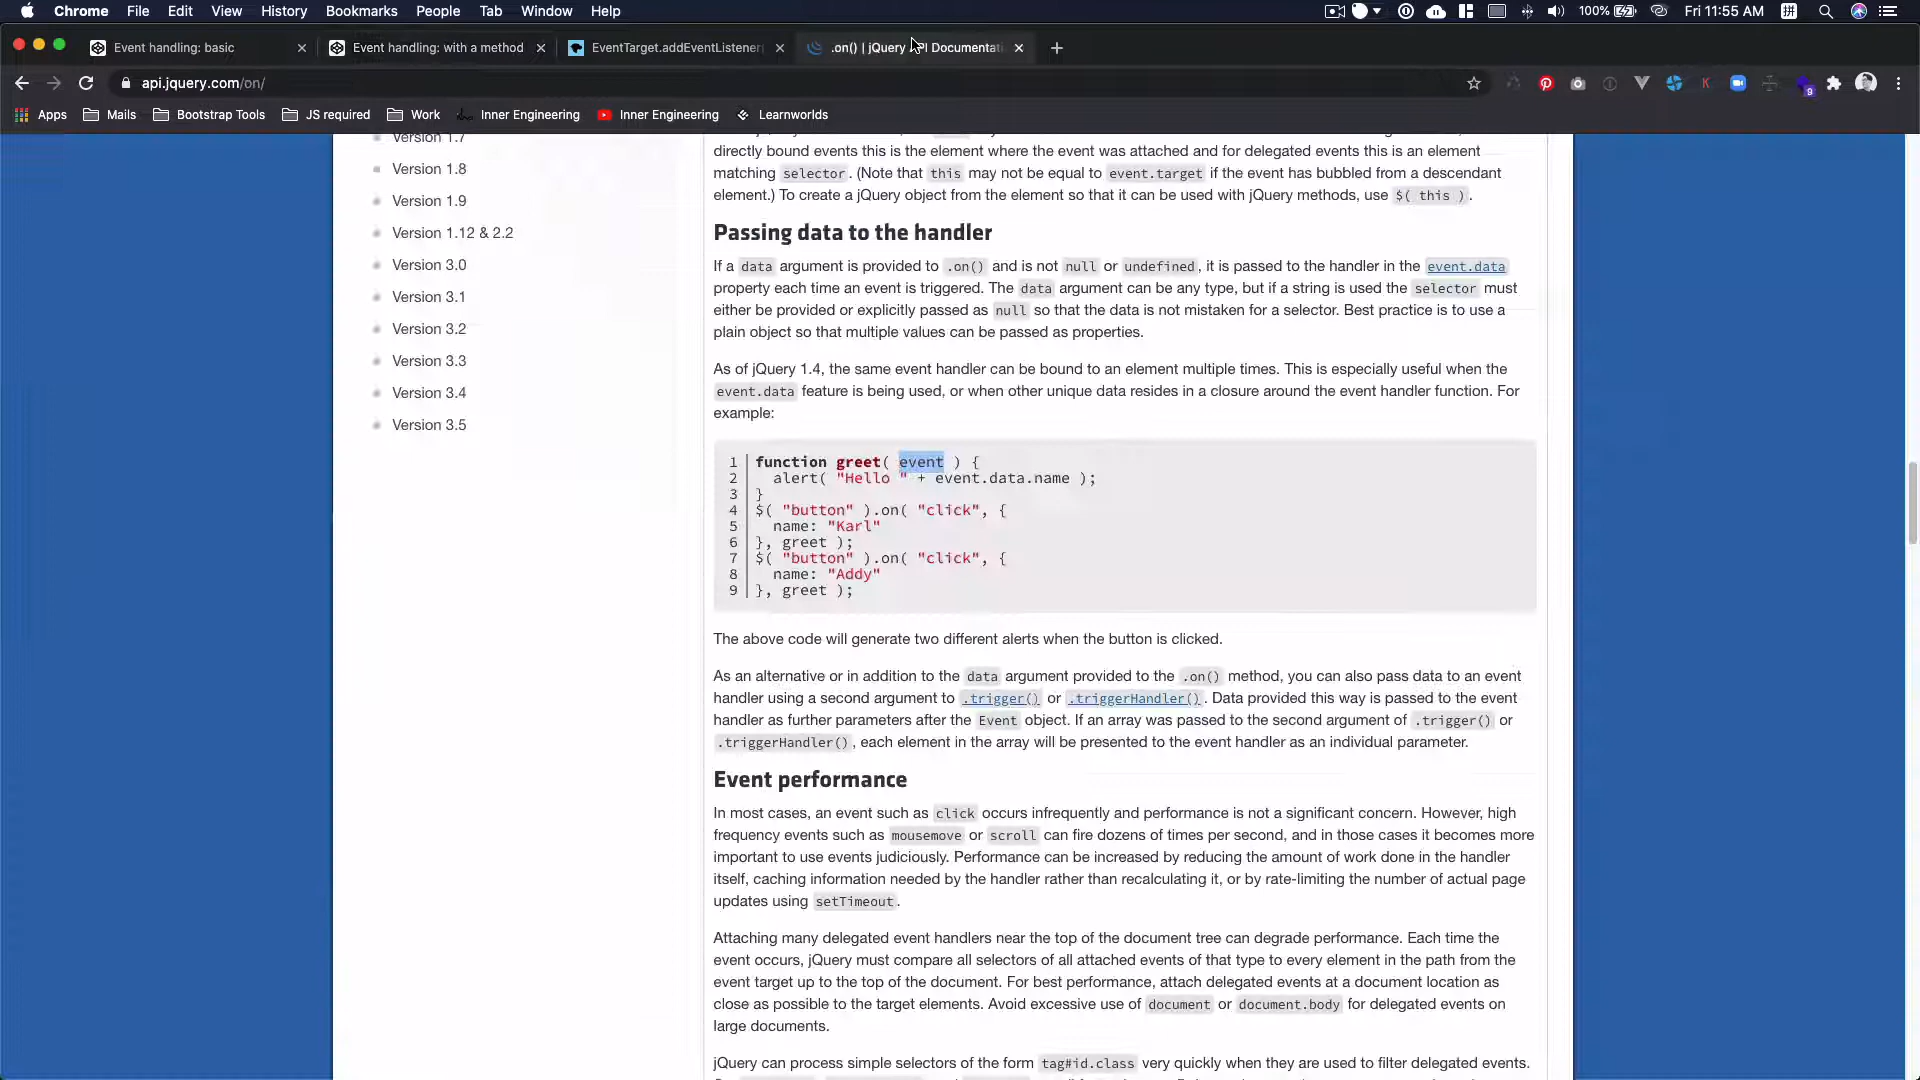 Chrome File Edit View History Bookmarks People Tab Window Help 100% Fri 11:55 AM 拼
Event handling: basic Event handling: with a method EventTarget.addEventListener( .on() | jQuery API Documentati
api.jquery.com/on/
9
Apps Mails Bootstrap Tools JS required Work Inner Engineering Inner Engineering Learnworlds
Version 1.7
Version 1.8
Version 1.9
Version 1.12 & 2.2
Version 3.0
Version 3.1
Version 3.2
Version 3.3
Version 3.4
Version 3.5
directly bound events this is the element where the event was attached and for delegated events this is an element
matching selector. (Note that this may not be equal to event.target if the event has bubbled from a descendant
element.) To create a jQuery object from the element so that it can be used with jQuery methods, use $( this ).
Passing data to the handler
If a data argument is provided to .on() and is not null or undefined, it is passed to the handler in the event.data
property each time an event is triggered. The data argument can be any type, but if a string is used the selector must
either be provided or explicitly passed as null so that the data is not mistaken for a selector. Best practice is to use a
plain object so that multiple values can be passed as properties.
As of jQuery 1.4, the same event handler can be bound to an element multiple times. This is especially useful when the
event.data feature is being used, or when other unique data resides in a closure around the event handler function. For
example:
1 function greet( event ) {
2 alert( "Hello " + event.data.name );
3 }
4 $( "button" ).on( "click", {
5 name: "Karl"
6 }, greet );
7 $( "button" ).on( "click", {
8 name: "Addy"
9 }, greet );
The above code will generate two different alerts when the button is clicked.
As an alternative or in addition to the data argument provided to the .on() method, you can also pass data to an event
handler using a second argument to .trigger() or .triggerHandler(). Data provided this way is passed to the event
handler as further parameters after the Event object. If an array was passed to the second argument of .trigger() or
.triggerHandler(), each element in the array will be presented to the event handler as an individual parameter.
Event performance
In most cases, an event such as click occurs infrequently and performance is not a significant concern. However, high
frequency events such as mousemove or scroll can fire dozens of times per second, and in those cases it becomes more
important to use events judiciously. Performance can be increased by reducing the amount of work done in the handler
itself, caching information needed by the handler rather than recalculating it, or by rate-limiting the number of actual page
updates using setTimeout.
Attaching many delegated event handlers near the top of the document tree can degrade performance. Each time the
event occurs, jQuery must compare all selectors of all attached events of that type to every element in the path from the
event target up to the top of the document. For best performance, attach delegated events at a document location as
close as possible to the target elements. Avoid excessive use of document or document.body for delegated events on
large documents.
jQuery can process simple selectors of the form tag#id.class very quickly when they are used to filter delegated events.